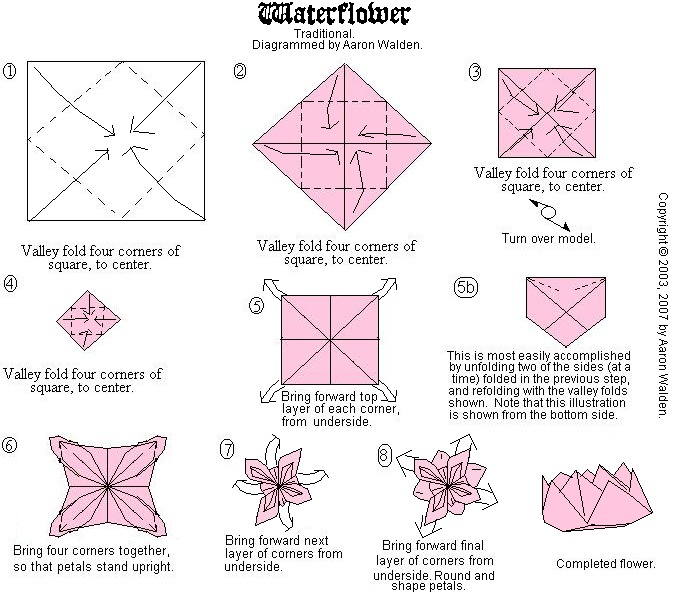 Waterflower
Traditional.
Diagrammed by Aaron Walden.
1
Valley fold four corners of
square, to center.
2
Valley fold four corners of
square, to center.
3
Valley fold four corners of
square, to center.
Turn over model.
4
Valley fold four corners of
square, to center.
5
Bring forward top
layer of each corner,
from underside.
5b
This is most easily accomplished
by unfolding two of the sides (at a
time) folded in the previous step,
and refolding with the valley folds
shown. Note that this illustration
is shown from the bottom side.
Copyright © 2003, 2007 by Aaron Walden.
6
Bring four corners together,
so that petals stand upright.
7
Bring forward next
layer of corners from
underside.
8
Bring forward final
layer of corners from
underside. Round and
shape petals.
Completed flower.